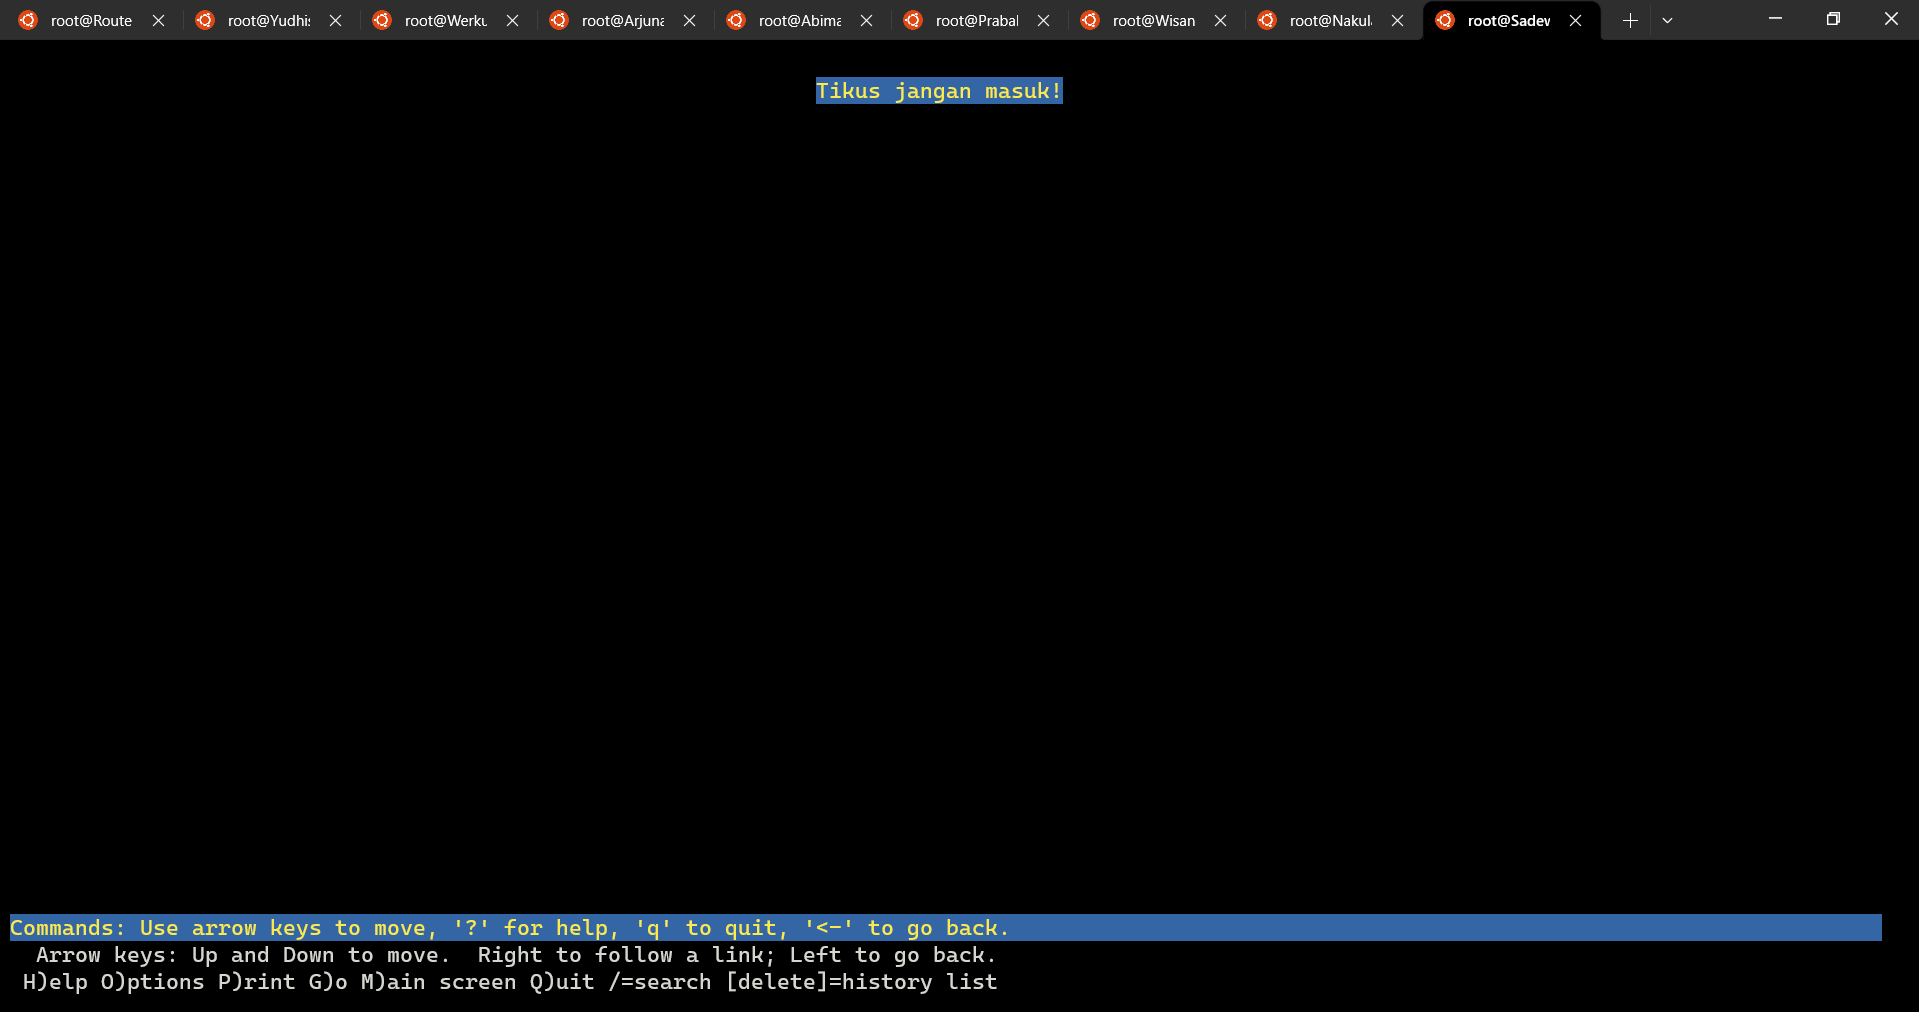 root@Route
root@Yudhi
root@Werku
root@Arjuna
root@Abima
root@Prabal
root@Wisan
root@Nakul
root@Sadev
Tikus jangan masuk!
Commands: Use arrow keys to move, '?' for help, 'q' to quit, '<-' to go back.
Arrow keys: Up and Down to move.  Right to follow a link; Left to go back.
H)elp O)ptions P)rint G)o M)ain screen Q)uit /=search [delete]=history list